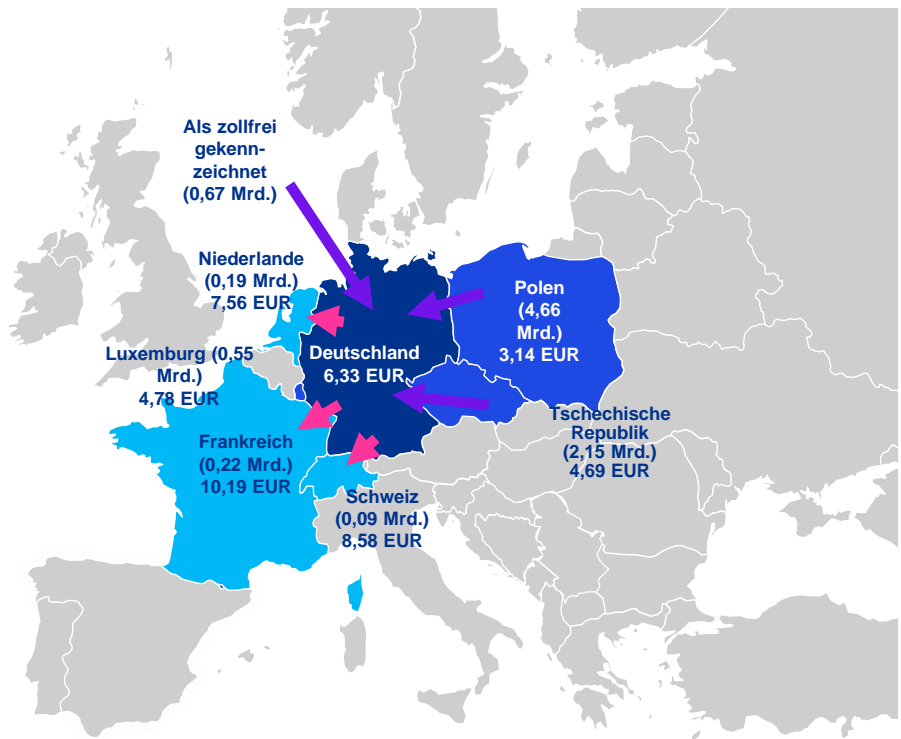 Als zollfrei
gekenn-
zeichnet
(0,67 Mrd.)
Niederlande
(0,19 Mrd.)
7,56 EUR
Polen
(4,66
Mrd.)
3,14 EUR
Luxemburg (0,55
Mrd.)
4,78 EUR
Deutschland
6,33 EUR
Frankreich
(0,22 Mrd.)
10,19 EUR
Tschechische
Republik
(2,15 Mrd.)
4,69 EUR
Schweiz
(0,09 Mrd.)
8,58 EUR